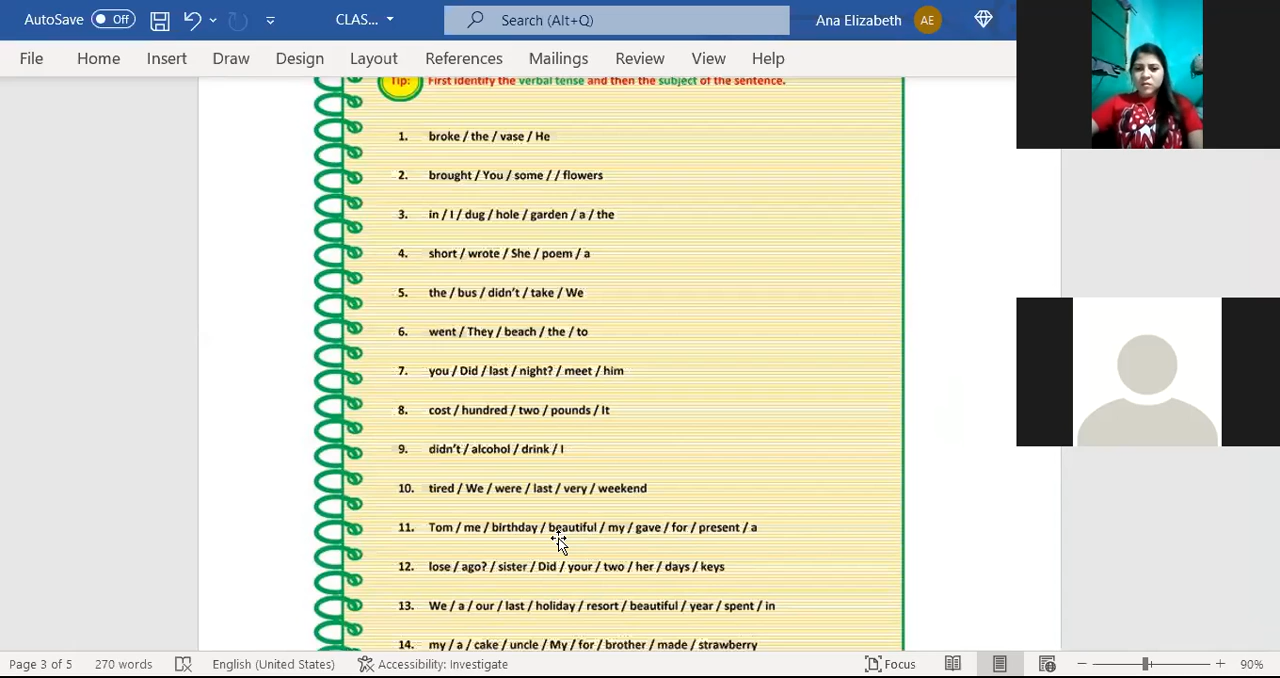 AutoSave Off CLAS... Search (Alt+Q) Ana Elizabeth AE
File Home Insert Draw Design Layout References Mailings Review View Help
Tip: First identify the verbal tense and then the subject of the sentence.
1. broke / the / vase / He
2. brought / You / some / / flowers
3. in / I / dug / hole / garden / a / the
4. short / wrote / She / poem / a
5. the / bus / didn't / take / We
6. went / They / beach / the / to
7. you / Did / last / night? / meet / him
8. cost / hundred / two / pounds / It
9. didn't / alcohol / drink / I
10. tired / We / were / last / very / weekend
11. Tom / me / birthday / beautiful / my / gave / for / present / a
12. lose / ago? / sister / Did / your / two / her / days / keys
13. We / a / our / last / holiday / resort / beautiful / year / spent / in
14. my / a / cake / uncle / My / for / brother / made / strawberry
Page 3 of 5 270 words English (United States) Accessibility: Investigate Focus 90%